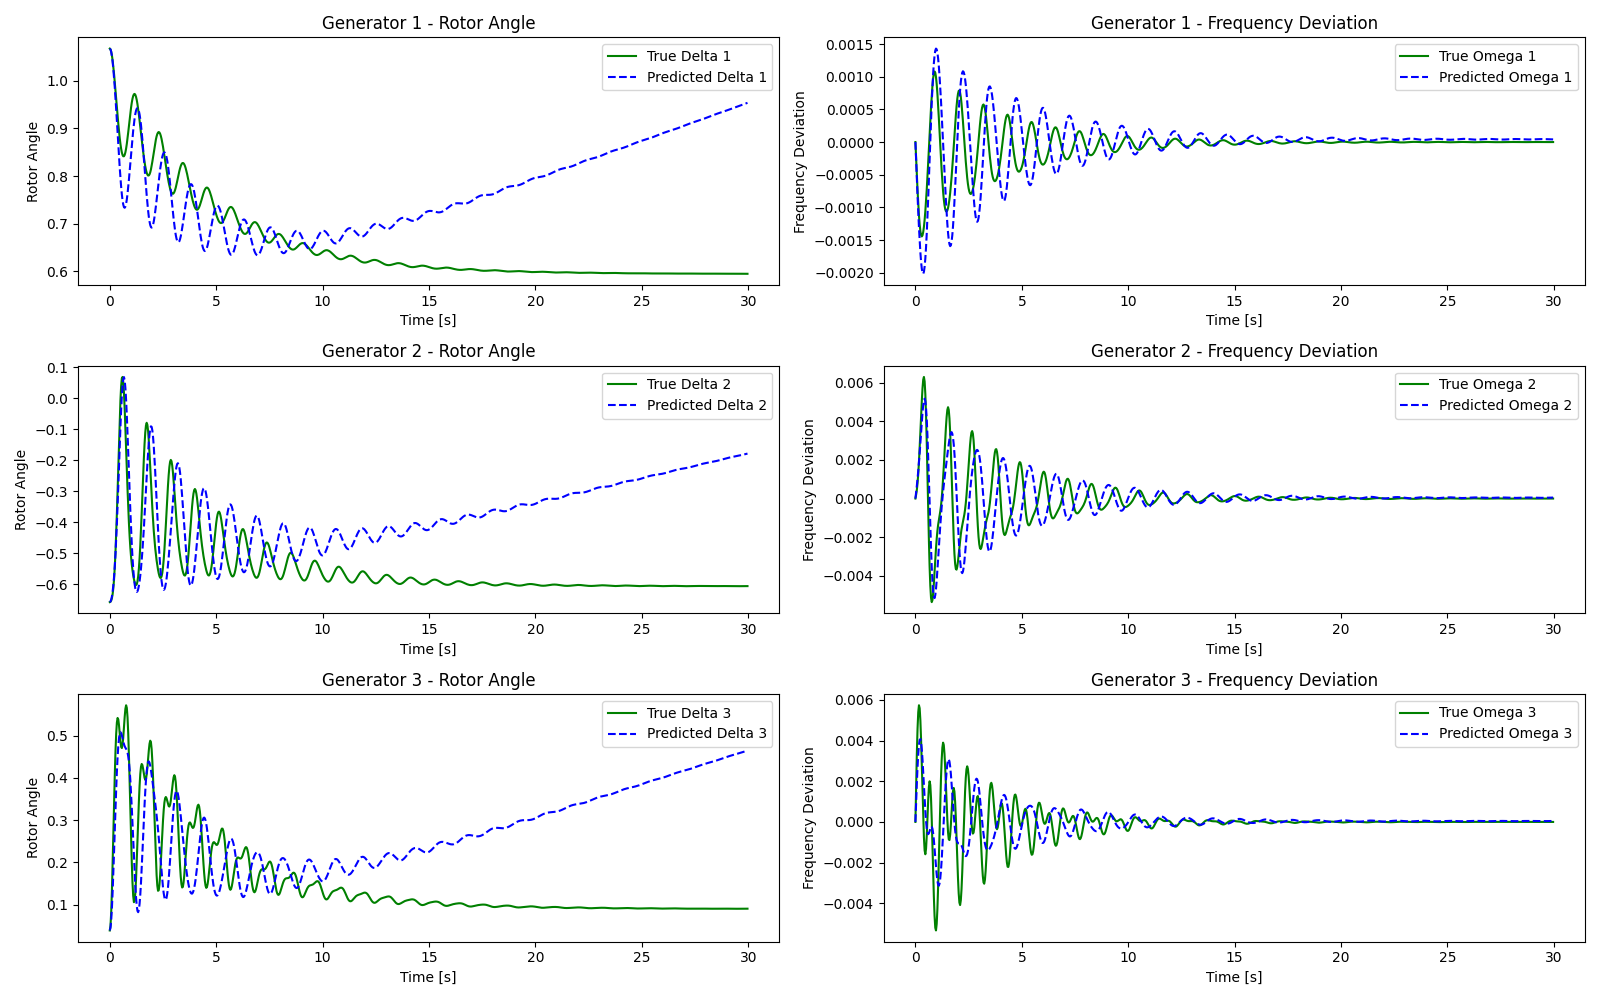 Generator 1 - Rotor Angle
Rotor Angle
1.0
0.9
0.8
0.7
0.6
True Delta 1
Predicted Delta 1
0 5 10 15 20 25 30
Time [s]
Generator 1 - Frequency Deviation
Frequency Deviation
0.0015
0.0010
0.0005
0.0000
−0.0005
−0.0010
−0.0015
−0.0020
True Omega 1
Predicted Omega 1
0 5 10 15 20 25 30
Time [s]
Generator 2 - Rotor Angle
Rotor Angle
0.1
0.0
−0.1
−0.2
−0.3
−0.4
−0.5
−0.6
True Delta 2
Predicted Delta 2
0 5 10 15 20 25 30
Time [s]
Generator 2 - Frequency Deviation
Frequency Deviation
0.006
0.004
0.002
0.000
−0.002
−0.004
True Omega 2
Predicted Omega 2
0 5 10 15 20 25 30
Time [s]
Generator 3 - Rotor Angle
Rotor Angle
0.5
0.4
0.3
0.2
0.1
True Delta 3
Predicted Delta 3
0 5 10 15 20 25 30
Time [s]
Generator 3 - Frequency Deviation
Frequency Deviation
0.006
0.004
0.002
0.000
−0.002
−0.004
True Omega 3
Predicted Omega 3
0 5 10 15 20 25 30
Time [s]